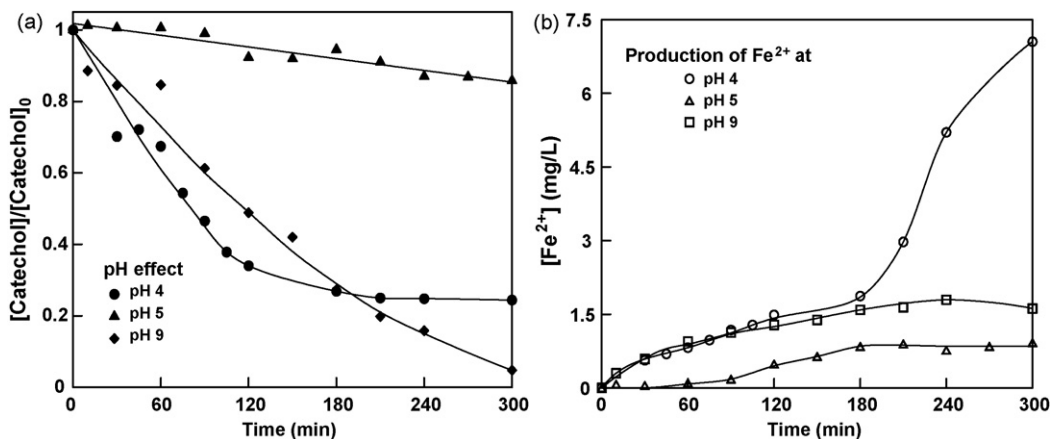 (a)
1
0.8
0.6
0.4
0.2
0
[Catechol]/[Catechol]₀
pH effect
pH 4
pH 5
pH 9
0 60 120 180 240 300
Time (min)
(b)
7.5
6
4.5
3
1.5
0
[Fe²⁺] (mg/L)
Production of Fe²⁺ at
pH 4
pH 5
pH 9
0 60 120 180 240 300
Time (min)